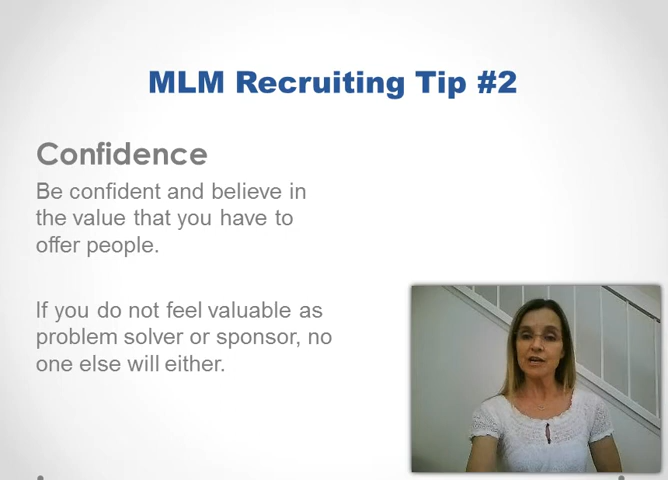 MLM Recruiting Tip #2
Confidence
Be confident and believe in
the value that you have to
offer people.
If you do not feel valuable as
problem solver or sponsor, no
one else will either.